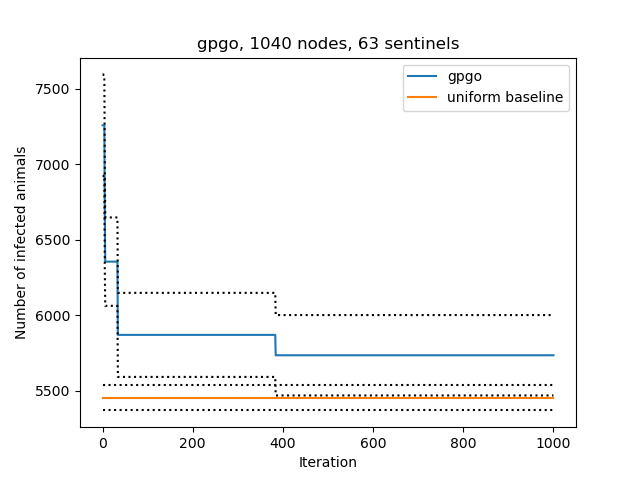 gpgo, 1040 nodes, 63 sentinels
gpgo
uniform baseline
Number of infected animals
7500
7000
6500
6000
5500
0
200
400
600
800
1000
Iteration